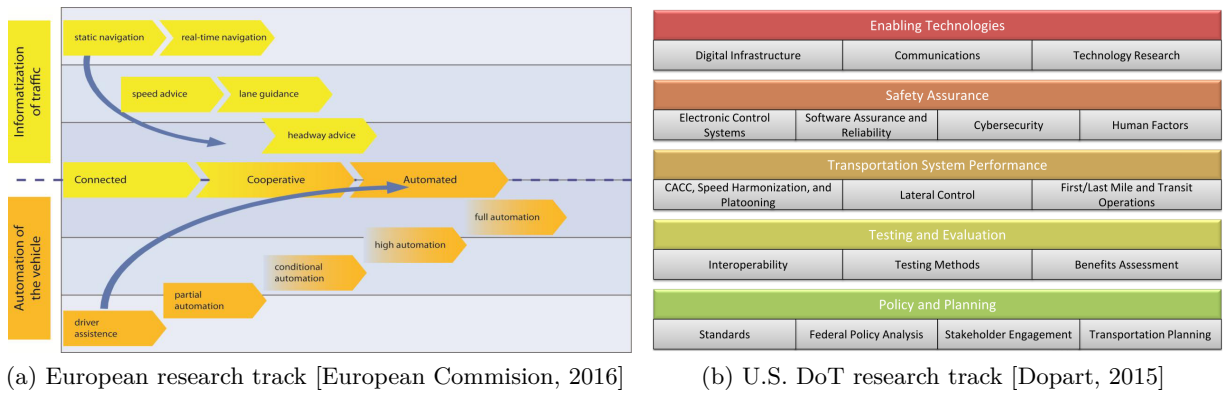 Informatization
of traffic
static navigation
real-time navigation
speed advice
lane guidance
headway advice
Connected
Cooperative
Automated
Automation of
the vehicle
full automation
high automation
conditional
automation
partial
automation
driver
assistence
(a) European research track [European Commision, 2016]
Enabling Technologies
Digital Infrastructure
Communications
Technology Research
Safety Assurance
Electronic Control
Systems
Software Assurance and
Reliability
Cybersecurity
Human Factors
Transportation System Performance
CACC, Speed Harmonization, and
Platooning
Lateral Control
First/Last Mile and Transit
Operations
Testing and Evaluation
Interoperability
Testing Methods
Benefits Assessment
Policy and Planning
Standards
Federal Policy Analysis
Stakeholder Engagement
Transportation Planning
(b) U.S. DoT research track [Dopart, 2015]